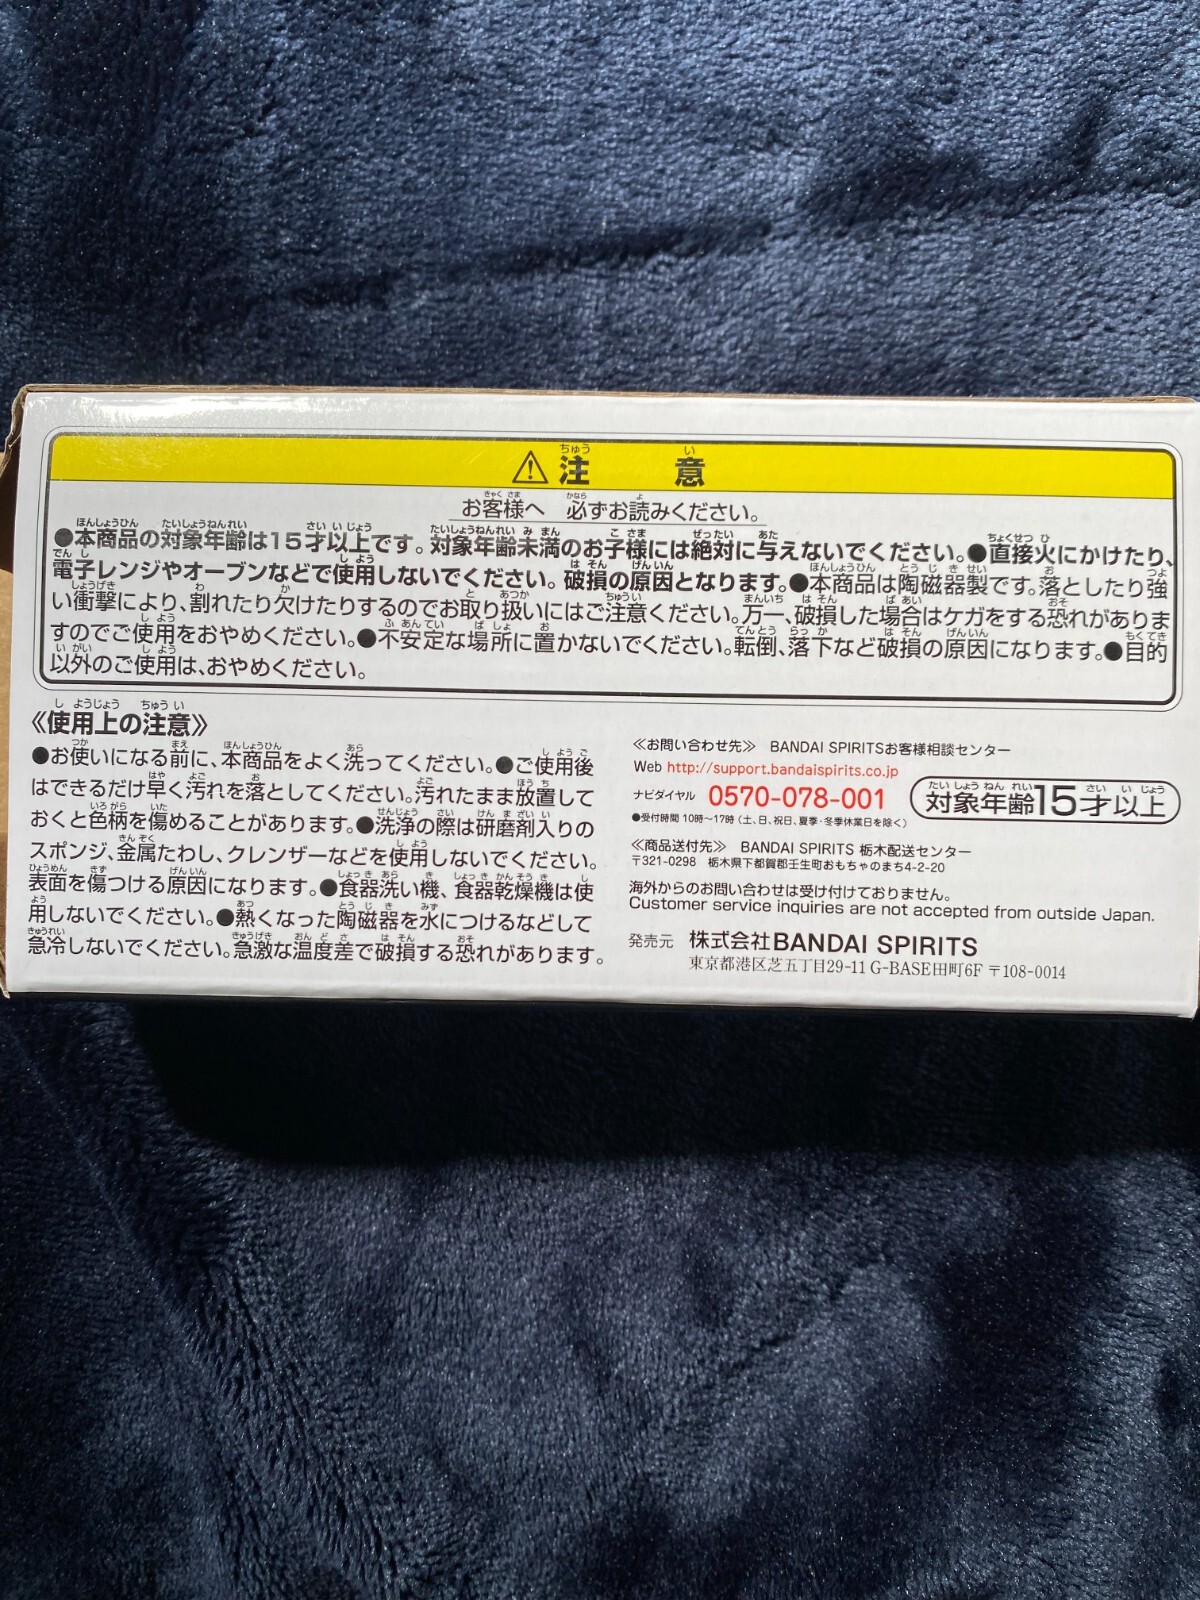 ⚠注 意
お客様へ 必ずお読みください。
●本商品の対象年齢は15才以上です。対象年齢未満のお子様には絶対に与えないでください。●直接火にかけたり、
電子レンジやオーブンなどで使用しないでください。破損の原因となります。●本商品は陶磁器製です。落としたり強
い衝撃により、割れたり欠けたりするのでお取り扱いにはご注意ください。万一、破損した場合はケガをする恐れがありま
すのでご使用をおやめください。●不安定な場所に置かないでください。転倒、落下など破損の原因になります。●目的
以外のご使用は、おやめください。
《使用上の注意》
●お使いになる前に、本商品をよく洗ってください。●ご使用後
はできるだけ早く汚れを落としてください。汚れたまま放置して
おくと色柄を傷めることがあります。●洗浄の際は研磨剤入りの
スポンジ、金属たわし、クレンザーなどを使用しないでください。
表面を傷つける原因になります。●食器洗い機、食器乾燥機は使
用しないでください。●熱くなった陶磁器を水につけるなどして
急冷しないでください。急激な温度差で破損する恐れがあります。
≪お問い合わせ先≫ BANDAI SPIRITSお客様相談センター
Web http://support.bandaispirits.co.jp
ナビダイヤル 0570-078-001
●受付時間 10時〜17時（土、日、祝日、夏季・冬季休業日を除く）
対象年齢15才以上
≪商品送付先≫ BANDAI SPIRITS 栃木配送センター
〒321-0298 栃木県下都賀郡壬生町おもちゃのまち4-2-20
海外からのお問い合わせは受け付けておりません。
Customer service inquiries are not accepted from outside Japan.
発売元 株式会社BANDAI SPIRITS
東京都港区芝五丁目29-11 G-BASE田町6F 〒108-0014